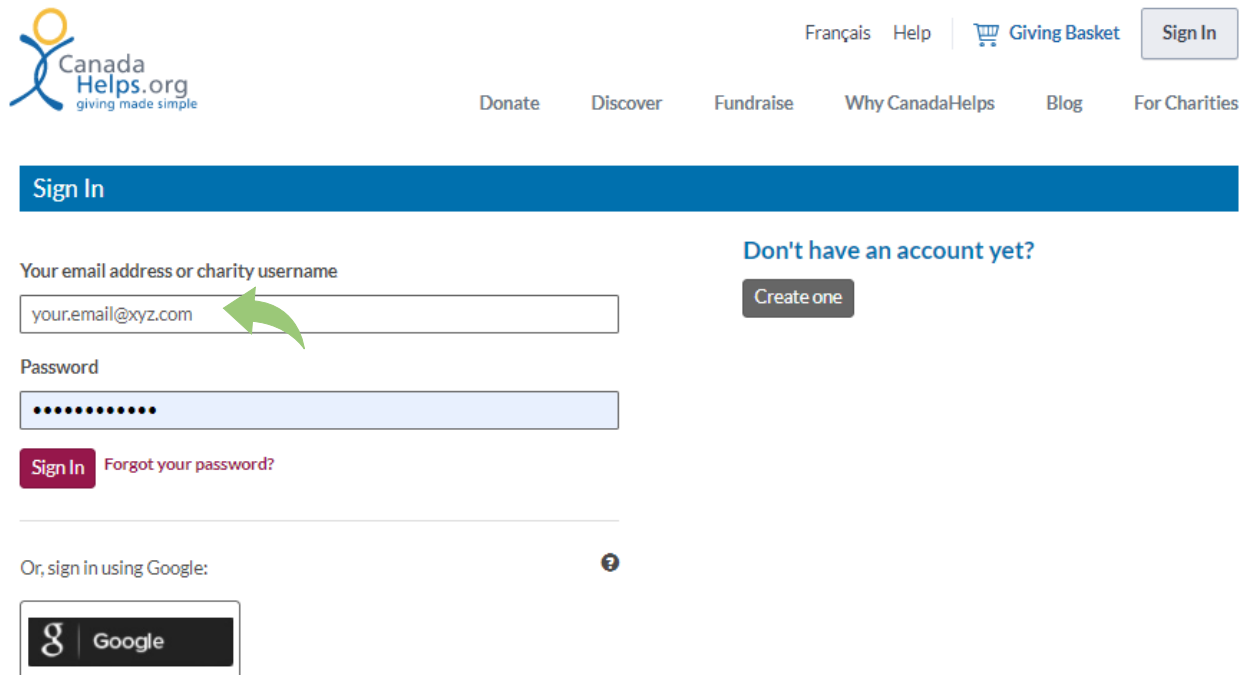 Canada
Helps.org
giving made simple
Français Help Giving Basket Sign In
Donate Discover Fundraise Why CanadaHelps Blog For Charities
Sign In
Your email address or charity username
your.email@xyz.com
Password
••••••••••••
Sign In Forgot your password?
Or, sign in using Google:
?
g Google
Don't have an account yet?
Create one